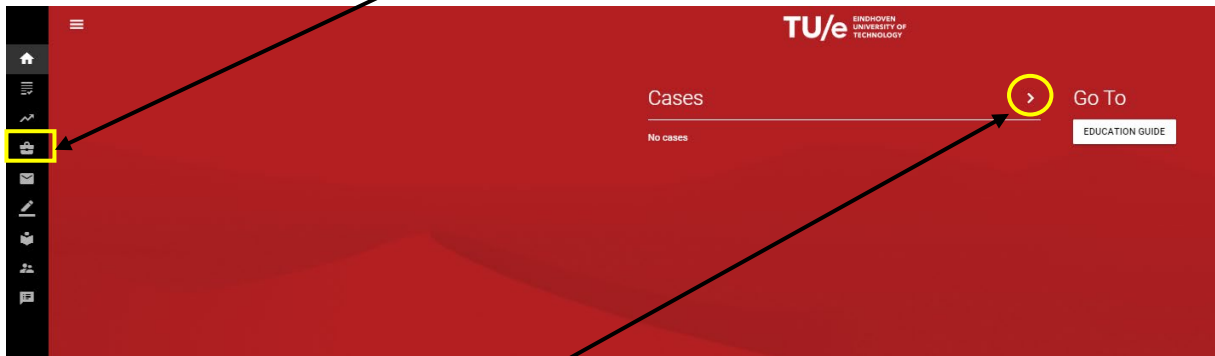 TU/e EINDHOVEN
UNIVERSITY OF
TECHNOLOGY
Cases
No cases
Go To
EDUCATION GUIDE